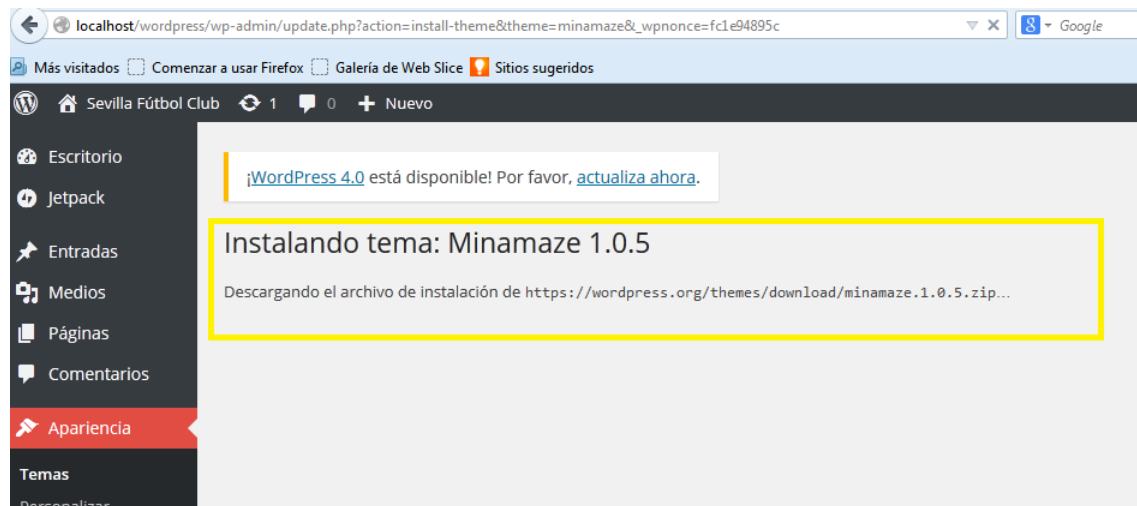 localhost/wordpress/wp-admin/update.php?action=install-theme&theme=minamaze&_wpnonce=fc1e94895c
Google
Más visitados Comenzar a usar Firefox Galería de Web Slice Sitios sugeridos
Sevilla Fútbol Club 1 0 + Nuevo
Escritorio
¡WordPress 4.0 está disponible! Por favor, actualiza ahora.
Jetpack
Instalando tema: Minamaze 1.0.5
Entradas
Medios
Descargando el archivo de instalación de https://wordpress.org/themes/download/minamaze.1.0.5.zip…
Páginas
Comentarios
Apariencia
Temas
Personalizar